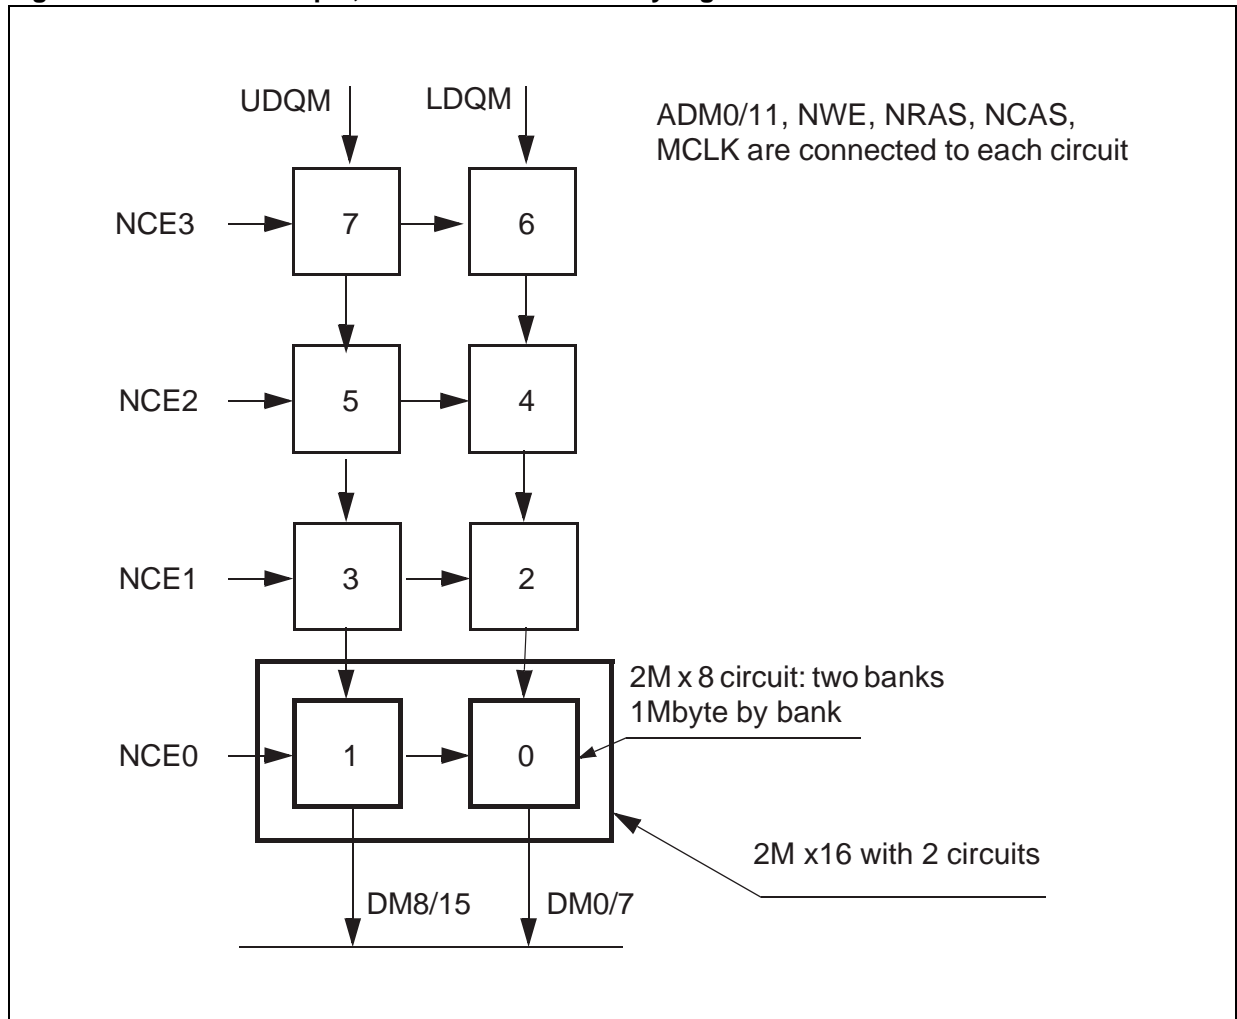 UDQM
LDQM
ADM0/11, NWE, NRAS, NCAS,
MCLK are connected to each circuit
NCE3
7
6
NCE2
5
4
NCE1
3
2
2M x 8 circuit: two banks
1Mbyte by bank
NCE0
1
0
2M x16 with 2 circuits
DM8/15
DM0/7